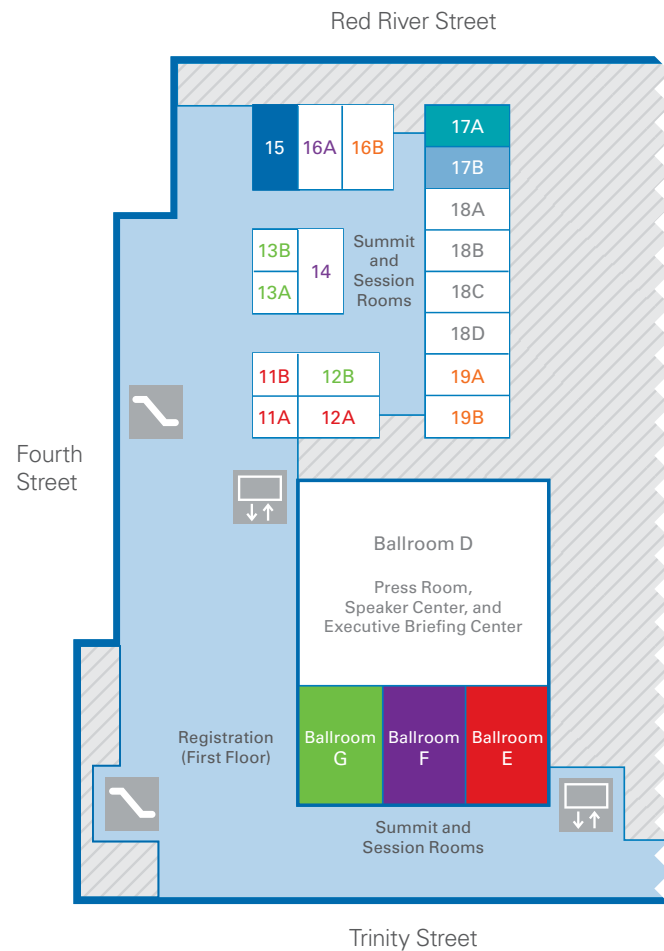 Red River Street
15
16A
16B
17A
17B
18A
18B
18C
18D
19A
19B
13B
13A
14
Summit
and
Session
Rooms
11B
12B
11A
12A
Fourth
Street
Ballroom D
Press Room,
Speaker Center, and
Executive Briefing Center
Registration
(First Floor)
Ballroom
G
Ballroom
F
Ballroom
E
Summit and
Session Rooms
Trinity Street